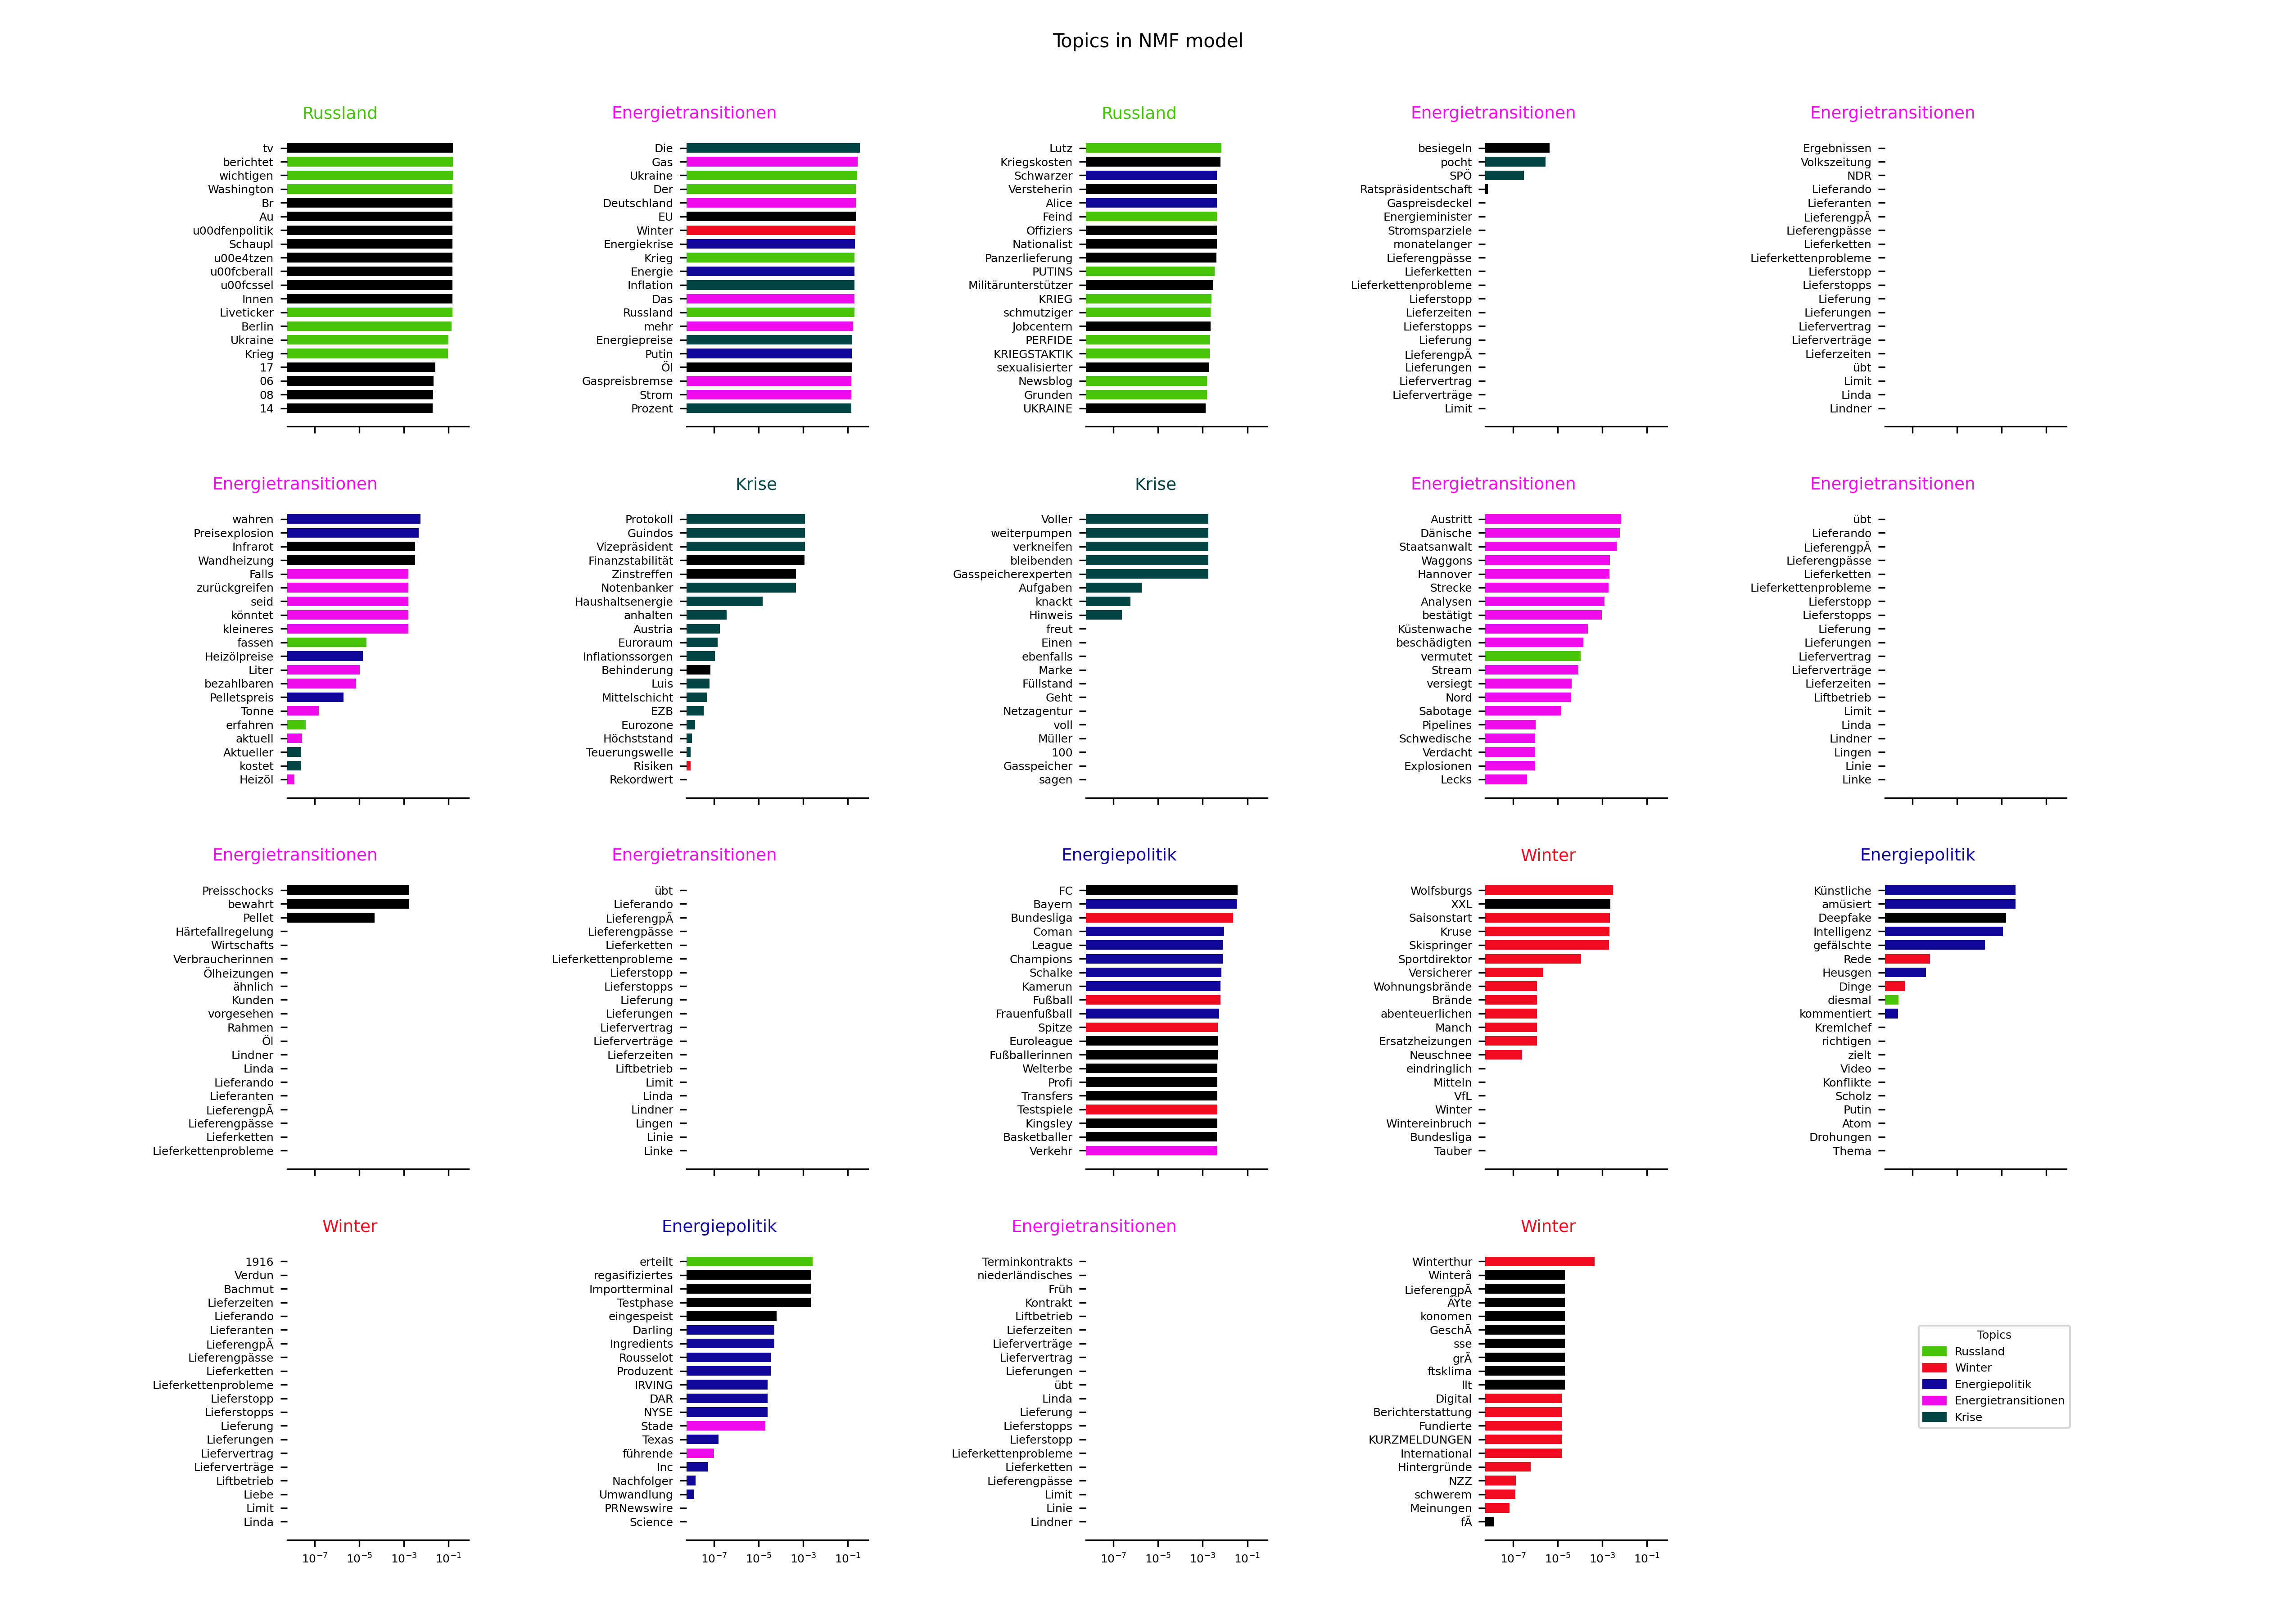 Topics in NMF model
Russland
tv
berichtet
wichtigen
Washington
Br
Au
u00dfenpolitik
Schaupl
u00e4tzen
u00fcberall
u00fcssel
Innen
Liveticker
Berlin
Ukraine
Krieg
17
06
08
14
Energietransitionen
Die
Gas
Ukraine
Der
Deutschland
EU
Winter
Energiekrise
Krieg
Energie
Inflation
Das
Russland
mehr
Energiepreise
Putin
Öl
Gaspreisbremse
Strom
Prozent
Russland
Lutz
Kriegskosten
Schwarzer
Versteherin
Alice
Feind
Offiziers
Nationalist
Panzerlieferung
PUTINS
Militärunterstützer
KRIEG
schmutziger
Jobcentern
PERFIDE
KRIEGSTAKTIK
sexualisierter
Newsblog
Grunden
UKRAINE
Energietransitionen
besiegeln
pocht
SPÖ
Ratspräsidentschaft
Gaspreisdeckel
Energieminister
Stromsparziele
monatelanger
Lieferengpässe
Lieferketten
Lieferkettenprobleme
Lieferstopp
Lieferzeiten
Lieferstopps
Lieferung
LieferengpÃ
Lieferungen
Liefervertrag
Lieferverträge
Limit
Energietransitionen
Ergebnissen
Volkszeitung
NDR
Lieferando
Lieferanten
LieferengpÃ
Lieferengpässe
Lieferketten
Lieferkettenprobleme
Lieferstopp
Lieferstopps
Lieferung
Lieferungen
Liefervertrag
Lieferverträge
Lieferzeiten
übt
Limit
Linda
Lindner
Energietransitionen
wahren
Preisexplosion
Infrarot
Wandheizung
Falls
zurückgreifen
seid
könntet
kleineres
fassen
Heizölpreise
Liter
bezahlbaren
Pelletspreis
Tonne
erfahren
aktuell
Aktueller
kostet
Heizöl
Krise
Protokoll
Guindos
Vizepräsident
Finanzstabilität
Zinstreffen
Notenbanker
Haushaltsenergie
anhalten
Austria
Euroraum
Inflationssorgen
Behinderung
Luis
Mittelschicht
EZB
Eurozone
Höchststand
Teuerungswelle
Risiken
Rekordwert
Krise
Voller
weiterpumpen
verkneifen
bleibenden
Gasspeicherexperten
Aufgaben
knackt
Hinweis
freut
Einen
ebenfalls
Marke
Füllstand
Geht
Netzagentur
voll
Müller
100
Gasspeicher
sagen
Energietransitionen
Austritt
Dänische
Staatsanwalt
Waggons
Hannover
Strecke
Analysen
bestätigt
Küstenwache
beschädigten
vermutet
Stream
versiegt
Nord
Sabotage
Pipelines
Schwedische
Verdacht
Explosionen
Lecks
Energietransitionen
übt
Lieferando
LieferengpÃ
Lieferengpässe
Lieferketten
Lieferkettenprobleme
Lieferstopp
Lieferstopps
Lieferung
Lieferungen
Liefervertrag
Lieferverträge
Lieferzeiten
Liftbetrieb
Limit
Linda
Lindner
Lingen
Linie
Linke
Energietransitionen
Preisschocks
bewahrt
Pellet
Härtefallregelung
Wirtschafts
Verbraucherinnen
Ölheizungen
ähnlich
Kunden
vorgesehen
Rahmen
Öl
Lindner
Linda
Lieferando
Lieferanten
LieferengpÃ
Lieferengpässe
Lieferketten
Lieferkettenprobleme
Energietransitionen
übt
Lieferando
LieferengpÃ
Lieferengpässe
Lieferketten
Lieferkettenprobleme
Lieferstopp
Lieferstopps
Lieferung
Lieferungen
Liefervertrag
Lieferverträge
Lieferzeiten
Liftbetrieb
Limit
Linda
Lindner
Lingen
Linie
Linke
Energiepolitik
FC
Bayern
Bundesliga
Coman
League
Champions
Schalke
Kamerun
Fußball
Frauenfußball
Spitze
Euroleague
Fußballerinnen
Welterbe
Profi
Transfers
Testspiele
Kingsley
Basketballer
Verkehr
Winter
Wolfsburgs
XXL
Saisonstart
Kruse
Skispringer
Sportdirektor
Versicherer
Wohnungsbrände
Brände
abenteuerlichen
Manch
Ersatzheizungen
Neuschnee
eindringlich
Mitteln
VfL
Winter
Wintereinbruch
Bundesliga
Tauber
Energiepolitik
Künstliche
amüsiert
Deepfake
Intelligenz
gefälschte
Rede
Heusgen
Dinge
diesmal
kommentiert
Kremlchef
richtigen
zielt
Video
Konflikte
Scholz
Putin
Atom
Drohungen
Thema
Winter
1916
Verdun
Bachmut
Lieferzeiten
Lieferando
Lieferanten
LieferengpÃ
Lieferengpässe
Lieferketten
Lieferkettenprobleme
Lieferstopp
Lieferstopps
Lieferung
Lieferungen
Liefervertrag
Lieferverträge
Liftbetrieb
Liebe
Limit
Linda
10⁻⁷ 10⁻⁵ 10⁻³ 10⁻¹
Energiepolitik
erteilt
regasifiziertes
Importterminal
Testphase
eingespeist
Darling
Ingredients
Rousselot
Produzent
IRVING
DAR
NYSE
Stade
Texas
führende
Inc
Nachfolger
Umwandlung
PRNewswire
Science
10⁻⁷ 10⁻⁵ 10⁻³ 10⁻¹
Energietransitionen
Terminkontrakts
niederländisches
Früh
Kontrakt
Liftbetrieb
Lieferzeiten
Lieferverträge
Liefervertrag
Lieferungen
übt
Linda
Lieferung
Lieferstopps
Lieferstopp
Lieferkettenprobleme
Lieferketten
Lieferengpässe
Limit
Linie
Lindner
10⁻⁷ 10⁻⁵ 10⁻³ 10⁻¹
Winter
Winterthur
Winterâ
LieferengpÃ
ÃŸte
konomen
GeschÃ
sse
grÃ
ftsklima
llt
Digital
Berichterstattung
Fundierte
KURZMELDUNGEN
International
Hintergründe
NZZ
schwerem
Meinungen
fÃ
10⁻⁷ 10⁻⁵ 10⁻³ 10⁻¹
Topics
Russland
Winter
Energiepolitik
Energietransitionen
Krise